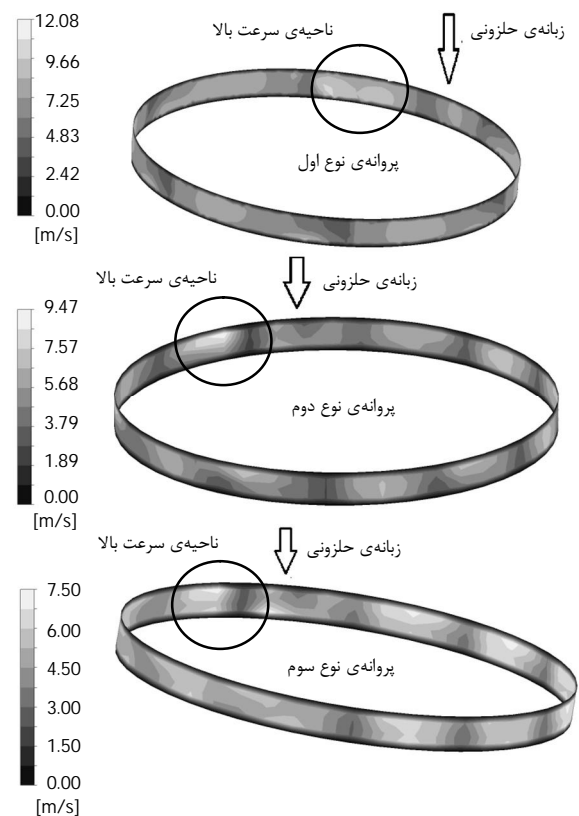 12.08
9.66
7.25
4.83
2.42
0.00
[m/s]
ناحیه‌ی سرعت بالا
زبانه‌ی حلزونی
پروانه‌ی نوع اول
9.47
7.57
5.68
3.79
1.89
0.00
[m/s]
ناحیه‌ی سرعت بالا
زبانه‌ی حلزونی
پروانه‌ی نوع دوم
7.50
6.00
4.50
3.00
1.50
0.00
[m/s]
ناحیه‌ی سرعت بالا
زبانه‌ی حلزونی
پروانه‌ی نوع سوم